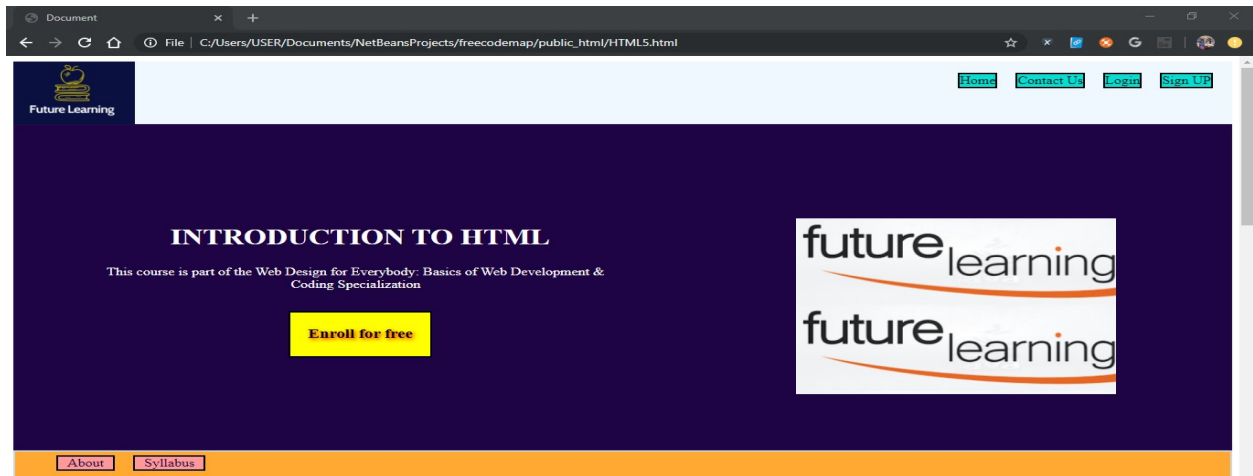 Document
File C:/Users/USER/Documents/NetBeansProjects/freecodemap/public_html/HTML5.html
Future Learning
Home Contact Us Login Sign UP
INTRODUCTION TO HTML
This course is part of the Web Design for Everybody: Basics of Web Development &
Coding Specialization
Enroll for free
future
learning
future
learning
About Syllabus